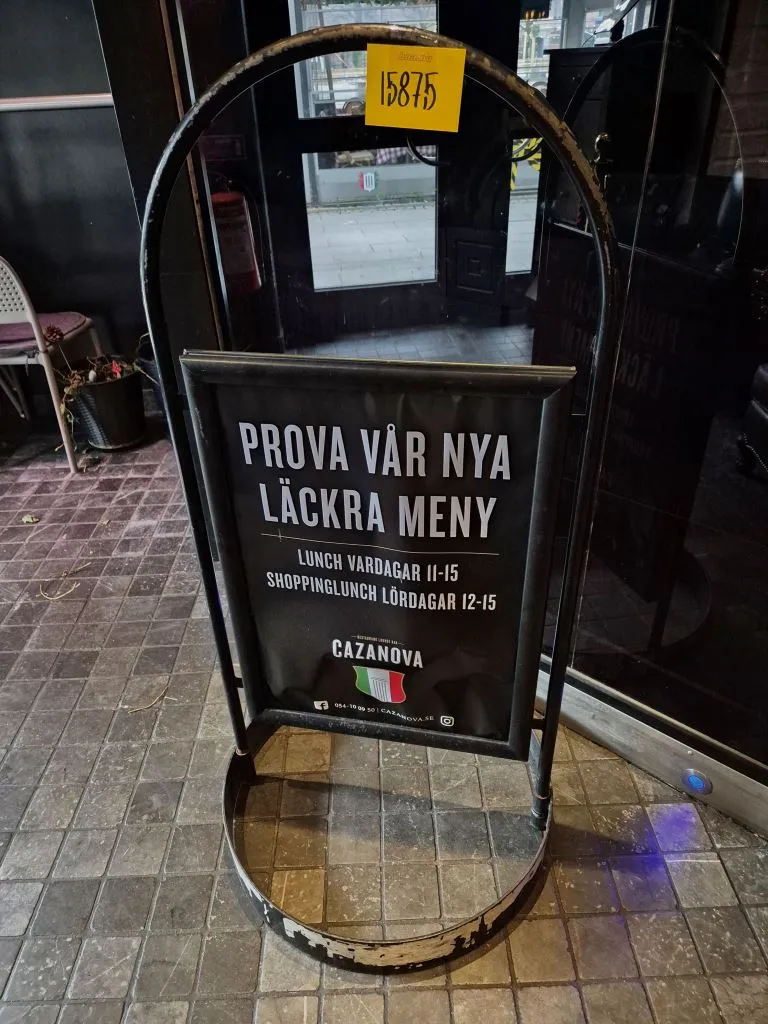 15875
PROVA VÅR NYA
LÄCKRA MENY
LUNCH VARDAGAR 11-15
SHOPPINGLUNCH LÖRDAGAR 12-15
CAZANOVA
054-10 09 50 | CAZANOVA.SE